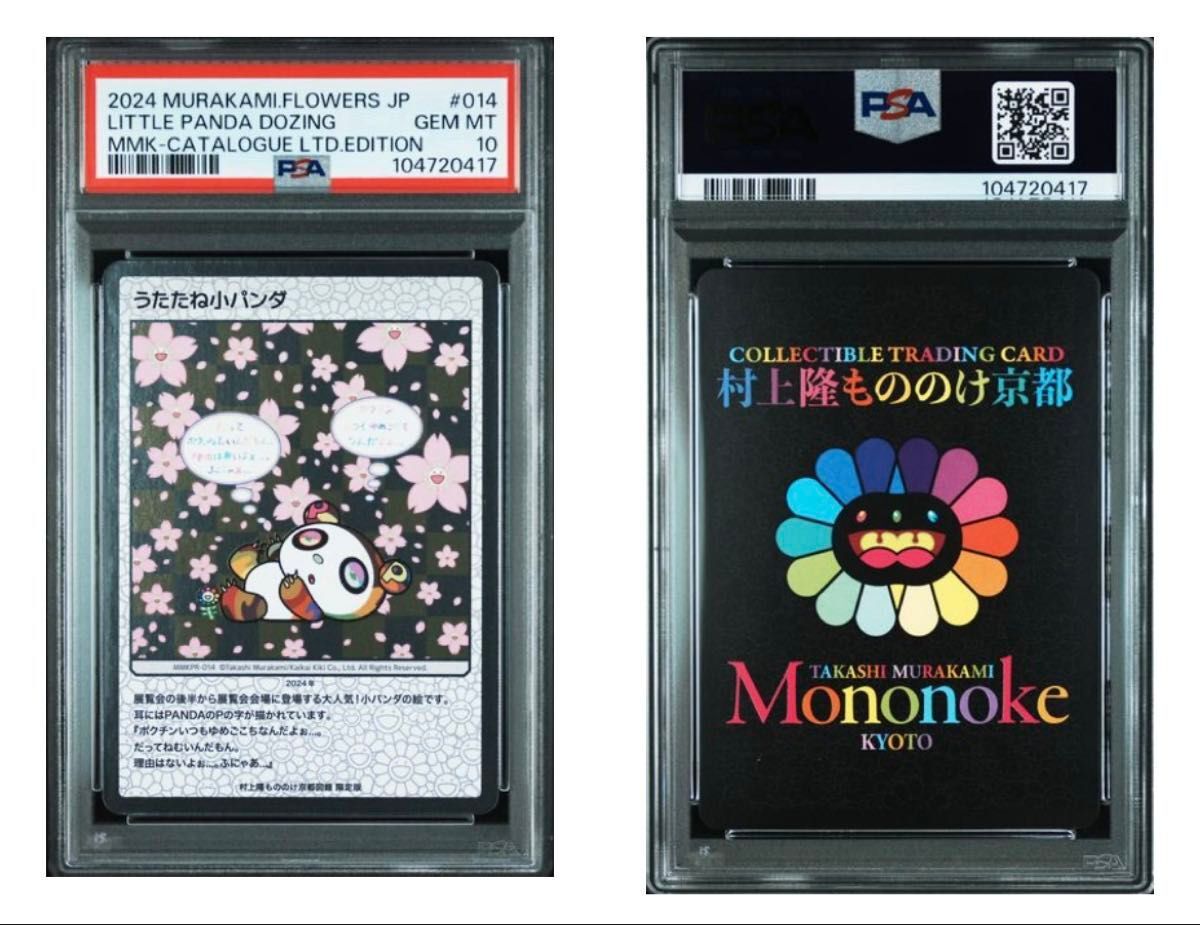 2024 MURAKAMI.FLOWERS JP #014
LITTLE PANDA DOZING GEM MT
MMK-CATALOGUE LTD.EDITION 10
PSA 104720417
うたたね小パンダ
MMKPR-014 ©Takashi Murakami/Kaikai Kiki Co., Ltd. All Rights Reserved.
2024年
展覧会の後半から展覧会会場に登場する大人気!小パンダの絵です。
耳にはPANDAのPの字が描かれています。
『ボクチンいつもゆめごこちなんだよぉ…。
だってねむいんだもん。
理由はないよぉ…。ふにゃあ…』
村上隆もののけ京都図録 限定版
PSA
PSA
104720417
COLLECTIBLE TRADING CARD
村上隆もののけ京都
TAKASHI MURAKAMI
Mononoke
KYOTO
PSA